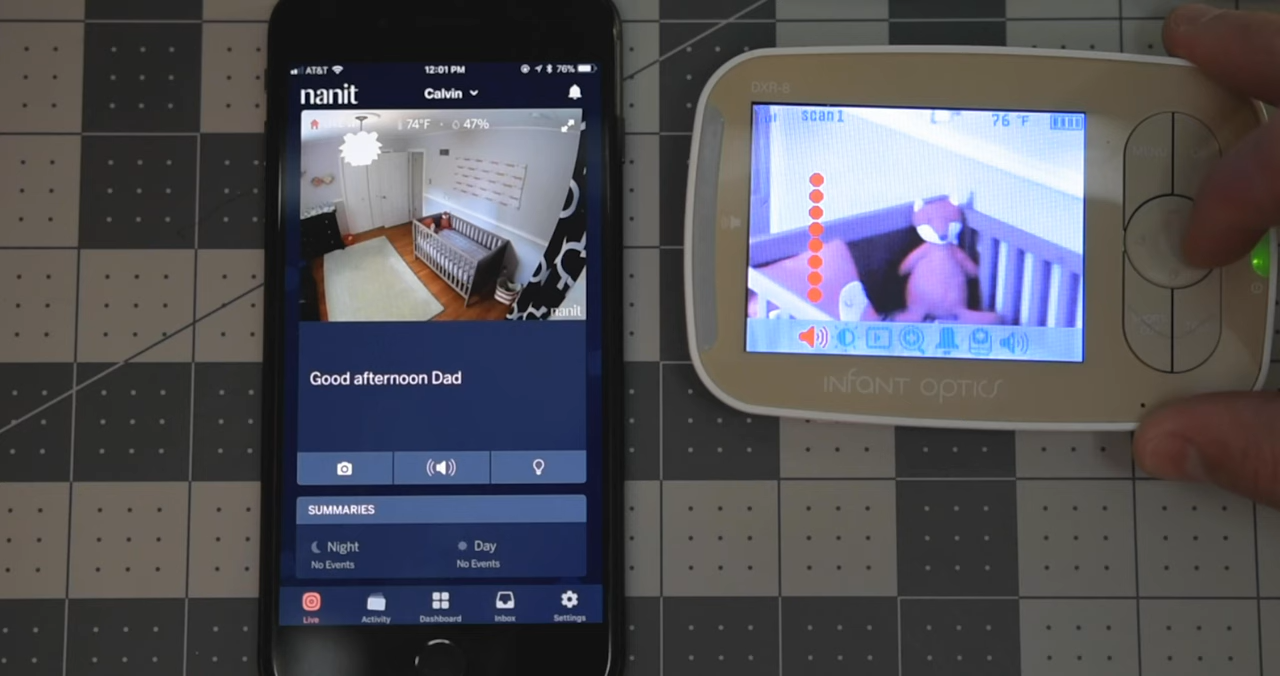 AT&T 12:01 PM 76%
nanit Calvin
74°F 47%
nanit
Good afternoon Dad
SUMMARIES
Night Day
No Events No Events
Live Activity Dashboard Inbox Settings
DXR-8
scan1 76 °F
INFANT OPTICS